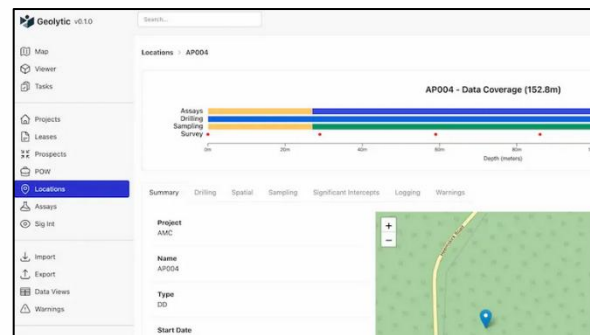 Geolytic v0.1.0
Search...
Map
Viewer
Tasks
Projects
Leases
Prospects
POW
Locations
Assays
Sig Int
Import
Export
Data Views
Warnings
Locations > AP004
AP004 - Data Coverage (152.8m)
Assays
Drilling
Sampling
Survey
0m 20m 40m 60m 80m
Depth (meters)
Summary Drilling Spatial Sampling Significant Intercepts Logging Warnings
Project
AMC
Name
AP004
Type
DD
Start Date
+
−